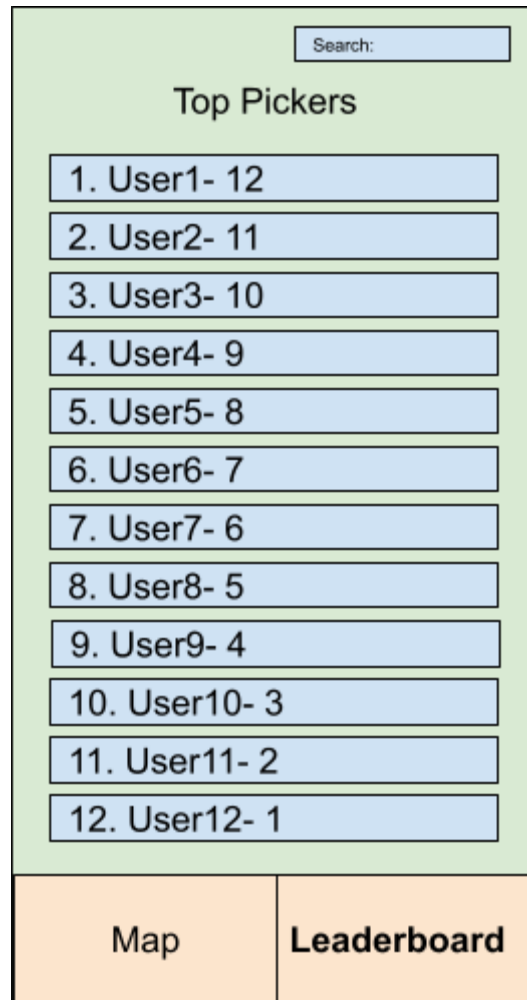 Search:
Top Pickers
1. User1- 12
2. User2- 11
3. User3- 10
4. User4- 9
5. User5- 8
6. User6- 7
7. User7- 6
8. User8- 5
9. User9- 4
10. User10- 3
11. User11- 2
12. User12- 1
Map
Leaderboard